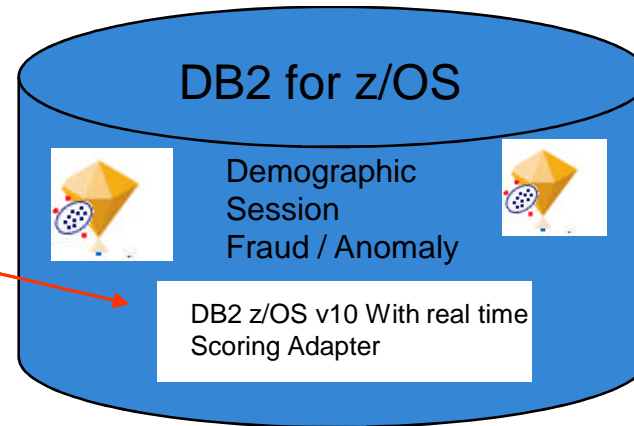 DB2 for z/OS
Demographic
Session
Fraud / Anomaly
DB2 z/OS v10 With real time
Scoring Adapter